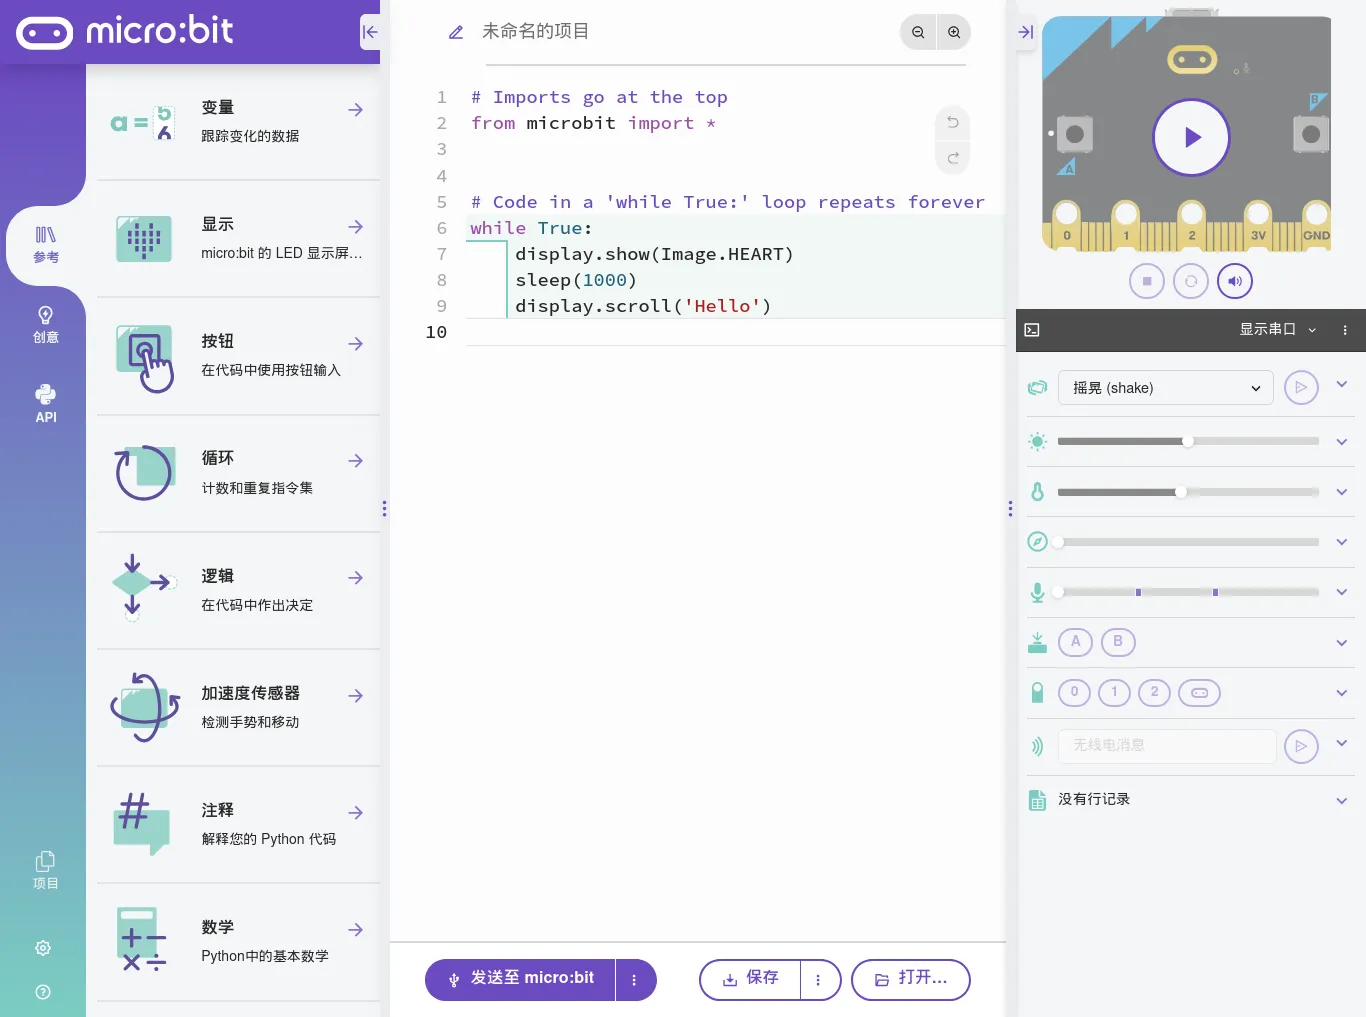 micro:bit
参考
创意
API
项目
变量
跟踪变化的数据
显示
micro:bit 的 LED 显示屏…
按钮
在代码中使用按钮输入
循环
计数和重复指令集
逻辑
在代码中作出决定
加速度传感器
检测手势和移动
注释
解释您的 Python 代码
数学
Python中的基本数学
未命名的项目
1 # Imports go at the top
2 from microbit import *
3
4
5 # Code in a 'while True:' loop repeats forever
6 while True:
7 display.show(Image.HEART)
8 sleep(1000)
9 display.scroll('Hello')
10
发送至 micro:bit
保存
打开…
B
A
0 1 2 3V GND
显示串口
摇晃 (shake)
A B
0 1 2
无线电消息
没有行记录